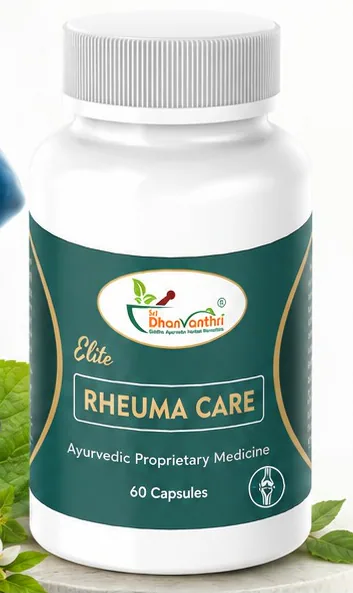 Sri
Dhanvanthri
®
Elite
RHEUMA CARE
Ayurvedic Proprietary Medicine
60 Capsules